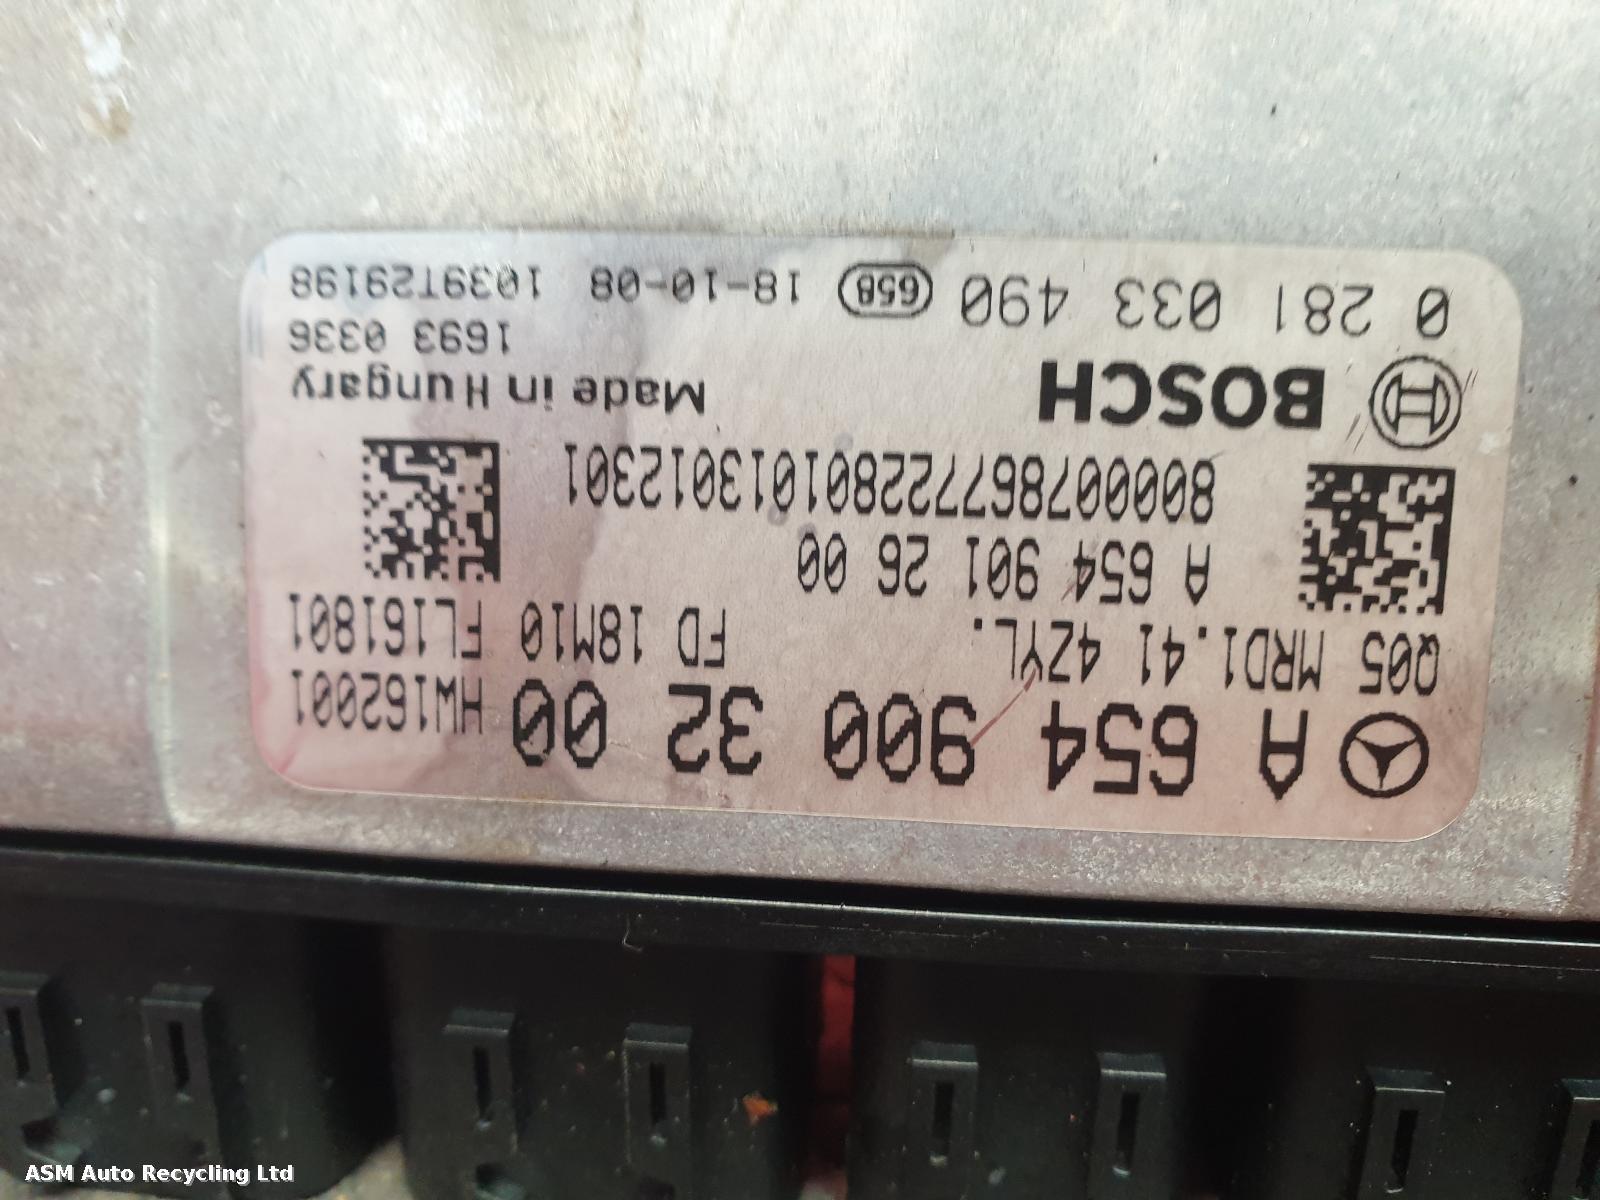 A 654 900 32 00 HW162001
Q05 MRD1.41 4ZYL. FD 18M10 FL161801
A 654 901 26 00
80000786772280101013012301
BOSCH Made in Hungary
1693 0336
0 281 033 490 658 18-10-08 1039T29198
ASM Auto Recycling Ltd